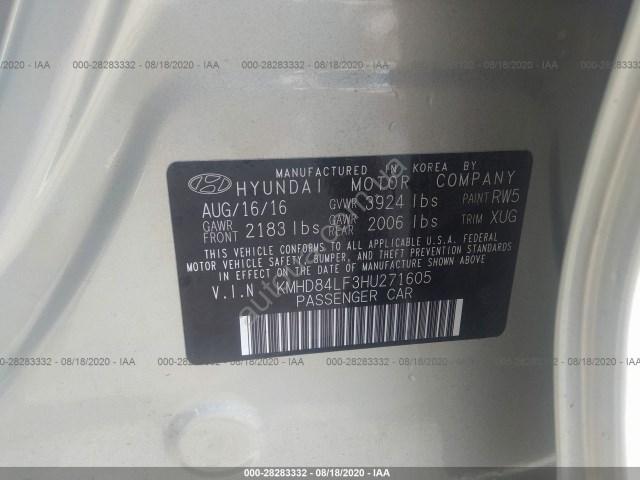 000-28283332 - 08/18/2020 - IAA
MANUFACTURED IN KOREA BY
HYUNDAI MOTOR COMPANY
AUG/16/16 GVWR 3924 lbs PAINT RW5
GAWR FRONT 2183 lbs GAWR REAR 2006 lbs TRIM XUG
THIS VEHICLE CONFORMS TO ALL APPLICABLE U.S.A. FEDERAL
MOTOR VEHICLE SAFETY, BUMPER, AND THEFT PREVENTION STANDARDS
IN EFFECT ON THE DATE OF MANUFACTURE SHOWN ABOVE.
V.I.N. KMHD84LF3HU271605
PASSENGER CAR
000-28283332 - 08/18/2020 - IAA
000-28283332 - 08/18/2020 - IAA